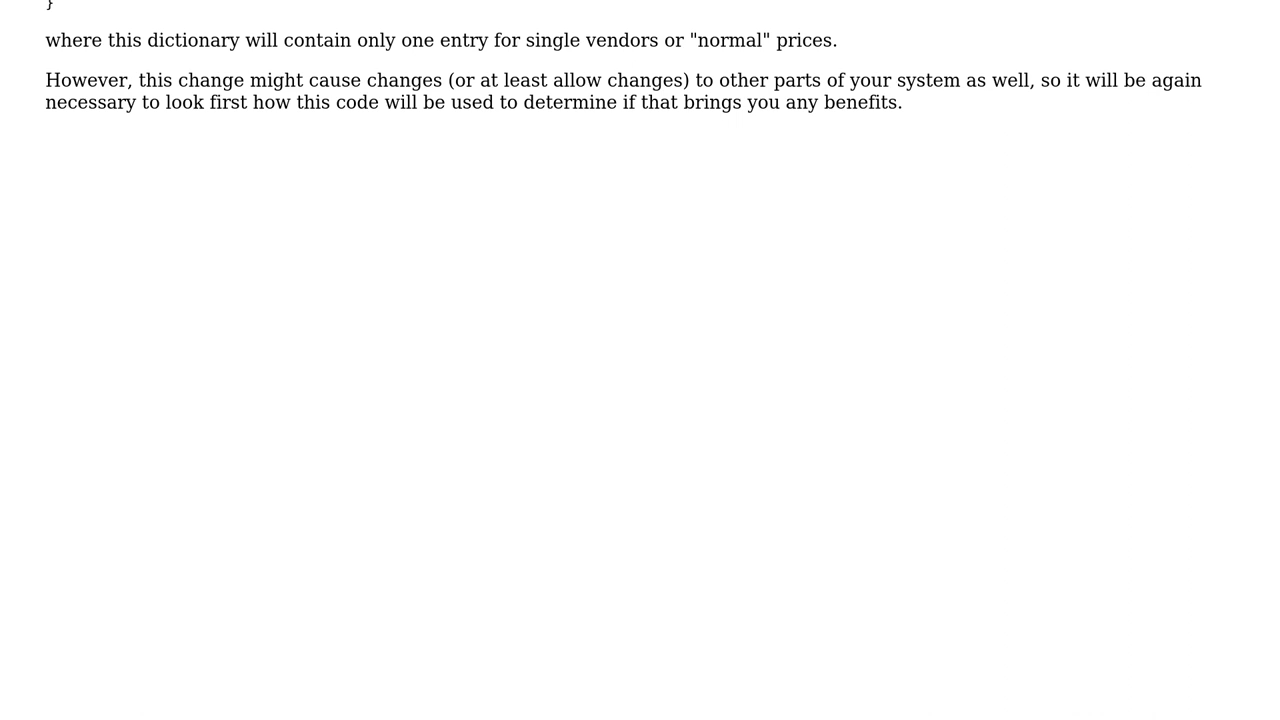 }
where this dictionary will contain only one entry for single vendors or "normal" prices.
However, this change might cause changes (or at least allow changes) to other parts of your system as well, so it will be again
necessary to look first how this code will be used to determine if that brings you any benefits.